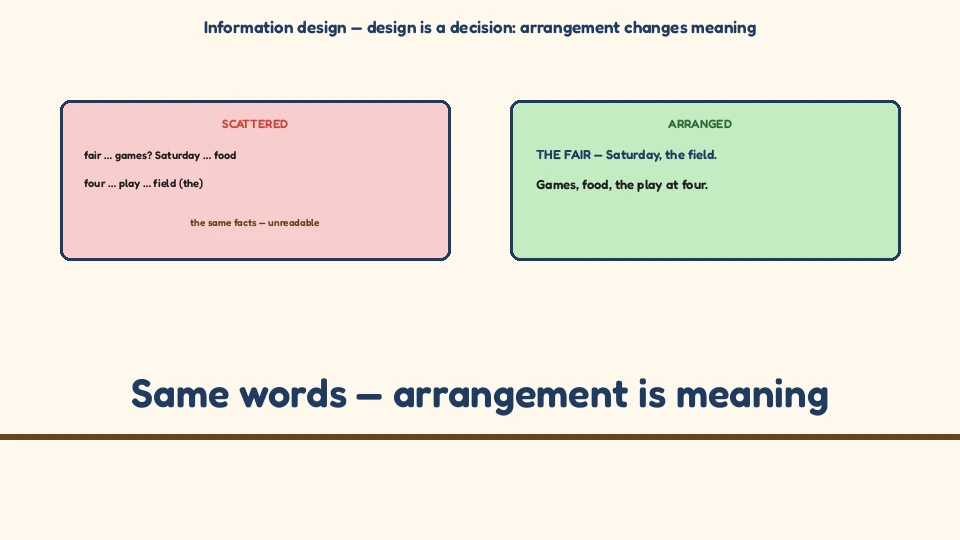 Information design — design is a decision: arrangement changes meaning
SCATTERED
fair ... games? Saturday ... food
four ... play ... field (the)
the same facts — unreadable
ARRANGED
THE FAIR — Saturday, the field.
Games, food, the play at four.
Same words — arrangement is meaning